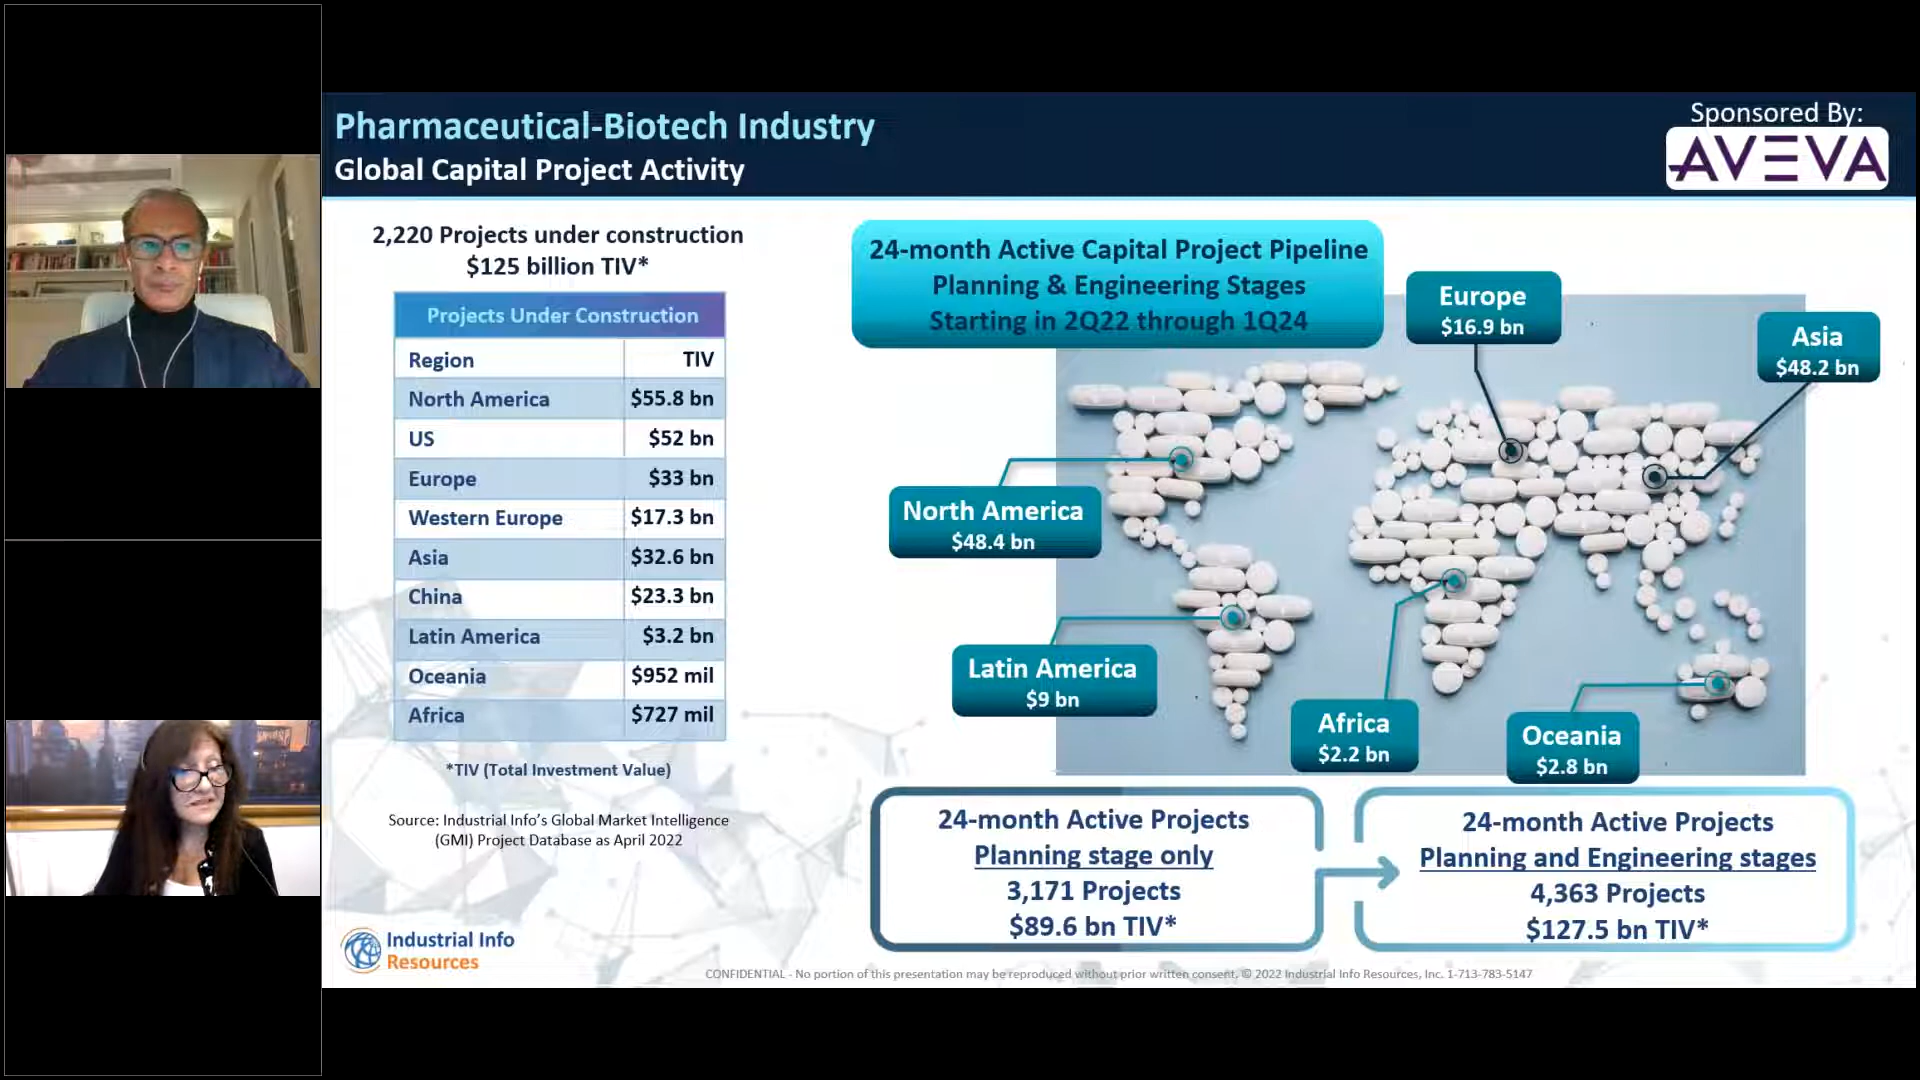 Pharmaceutical-Biotech Industry
Global Capital Project Activity
Sponsored By:
AVEVA
2,220 Projects under construction
$125 billion TIV*
Projects Under Construction
Region TIV
North America $55.8 bn
US $52 bn
Europe $33 bn
Western Europe $17.3 bn
Asia $32.6 bn
China $23.3 bn
Latin America $3.2 bn
Oceania $952 mil
Africa $727 mil
*TIV (Total Investment Value)
Source: Industrial Info's Global Market Intelligence
(GMI) Project Database as April 2022
Industrial Info
Resources
24-month Active Capital Project Pipeline
Planning & Engineering Stages
Starting in 2Q22 through 1Q24
Europe
$16.9 bn
Asia
$48.2 bn
North America
$48.4 bn
Latin America
$9 bn
Africa
$2.2 bn
Oceania
$2.8 bn
24-month Active Projects
Planning stage only
3,171 Projects
$89.6 bn TIV*
24-month Active Projects
Planning and Engineering stages
4,363 Projects
$127.5 bn TIV*
CONFIDENTIAL - No portion of this presentation may be reproduced without prior written consent. © 2022 Industrial Info Resources, Inc. 1-713-783-5147